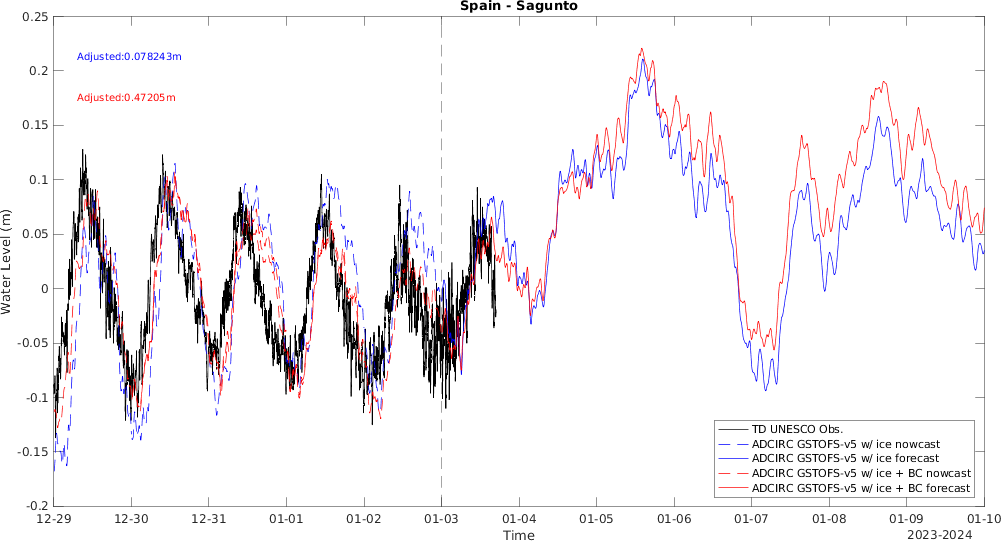 Spain - Sagunto
0.25
0.2
0.15
0.1
0.05
0
-0.05
-0.1
-0.15
-0.2
Water Level (m)
Adjusted:0.078243m
Adjusted:0.47205m
TD UNESCO Obs.
ADCIRC GSTOFS-v5 w/ ice nowcast
ADCIRC GSTOFS-v5 w/ ice forecast
ADCIRC GSTOFS-v5 w/ ice + BC nowcast
ADCIRC GSTOFS-v5 w/ ice + BC forecast
12-29 12-30 12-31 01-01 01-02 01-03 01-04 01-05 01-06 01-07 01-08 01-09 01-10
Time
2023-2024